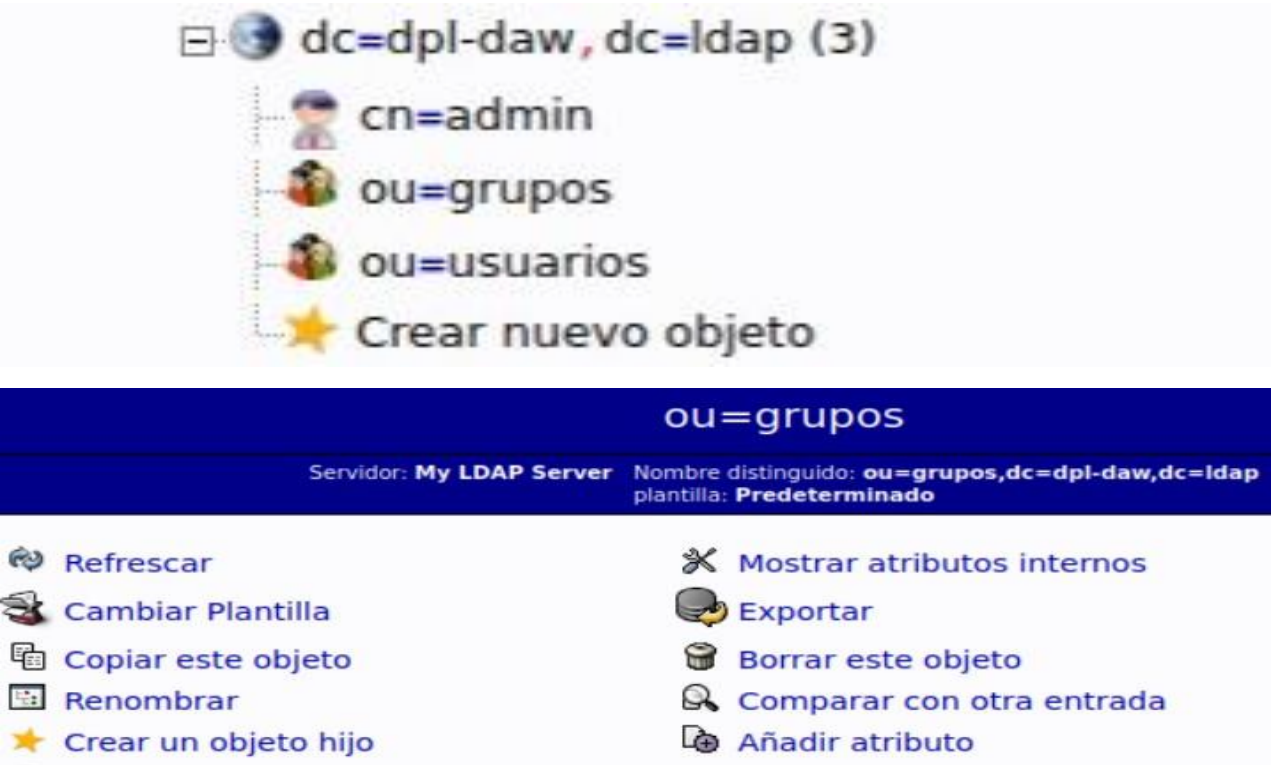 dc=dpl-daw, dc=ldap (3)
cn=admin
ou=grupos
ou=usuarios
Crear nuevo objeto
ou=grupos
Servidor: My LDAP Server Nombre distinguido: ou=grupos,dc=dpl-daw,dc=ldap
plantilla: Predeterminado
Refrescar Mostrar atributos internos
Cambiar Plantilla Exportar
Copiar este objeto Borrar este objeto
Renombrar Comparar con otra entrada
Crear un objeto hijo Añadir atributo